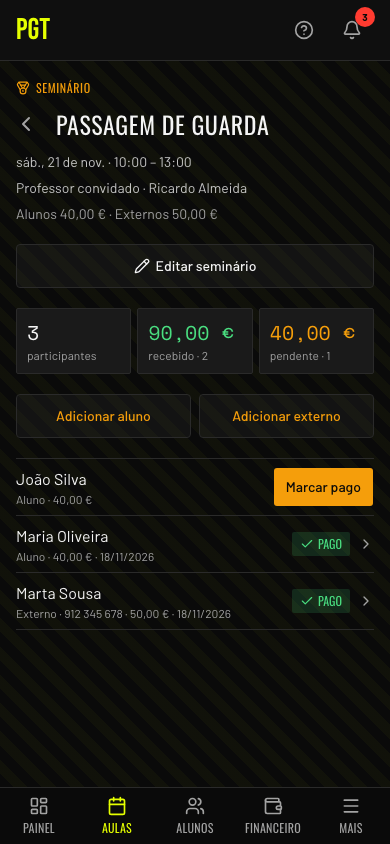 PGT
3
SEMINÁRIO
PASSAGEM DE GUARDA
sáb., 21 de nov. · 10:00 – 13:00
Professor convidado · Ricardo Almeida
Alunos 40,00 € · Externos 50,00 €
Editar seminário
3
participantes
90,00 €
recebido · 2
40,00 €
pendente · 1
Adicionar aluno
Adicionar externo
João Silva
Aluno · 40,00 €
Marcar pago
Maria Oliveira
Aluno · 40,00 € · 18/11/2026
PAGO
Marta Sousa
Externo · 912 345 678 · 50,00 € · 18/11/2026
PAGO
PAINEL
AULAS
ALUNOS
FINANCEIRO
MAIS